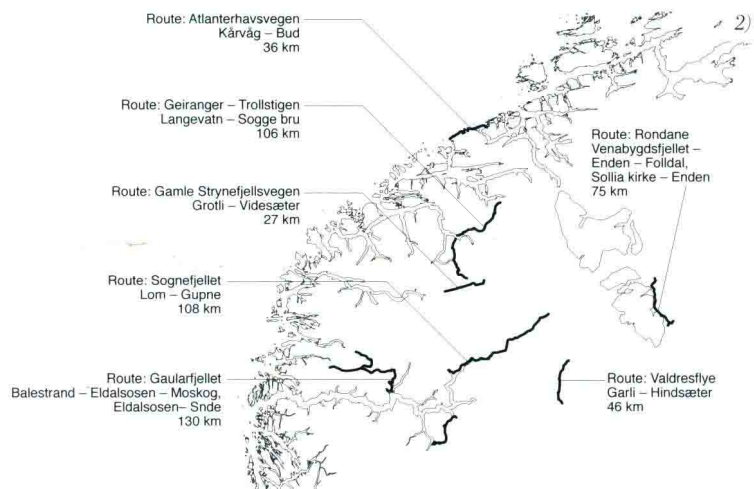 2)
Route: Atlanterhavsvegen
Kårvåg – Bud
36 km
Route: Geiranger – Trollstigen
Langevatn – Sogge bru
106 km
Route: Rondane
Venabygdsfjellet –
Enden – Folldal,
Sollia kirke – Enden
75 km
Route: Gamle Strynefjellsvegen
Grotli – Videsæter
27 km
Route: Sognefjellet
Lom – Gupne
108 km
Route: Gaularfjellet
Balestrand – Eldalsosen – Moskog,
Eldalsosen– Snde
130 km
Route: Valdresflye
Garli – Hindsæter
46 km